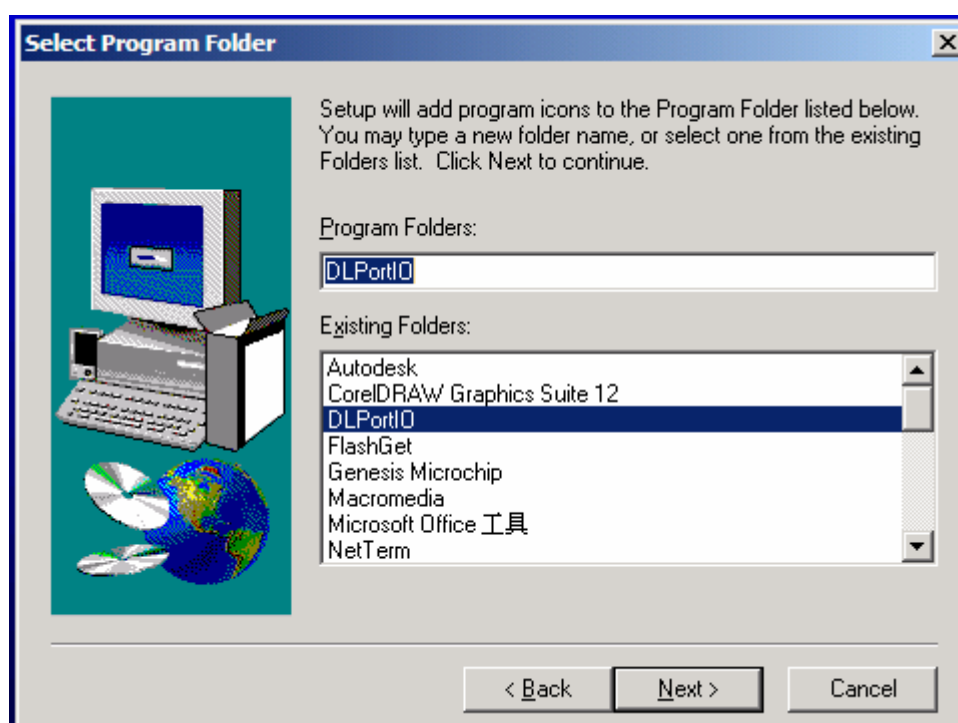 Select Program Folder
Setup will add program icons to the Program Folder listed below.
You may type a new folder name, or select one from the existing
Folders list. Click Next to continue.
Program Folders:
DLPortIO
Existing Folders:
Autodesk
CorelDRAW Graphics Suite 12
DLPortIO
FlashGet
Genesis Microchip
Macromedia
Microsoft Office 工具
NetTerm
< Back
Next >
Cancel